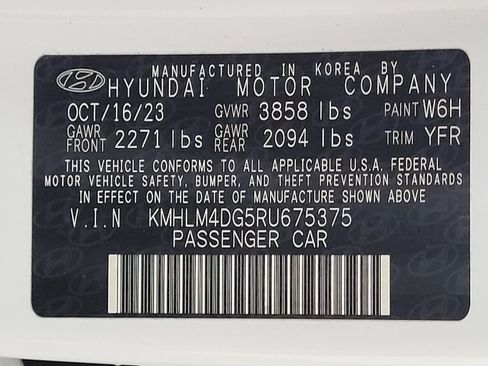 MANUFACTURED IN KOREA BY
HYUNDAI MOTOR COMPANY
OCT/16/23 GVWR 3858 lbs PAINT W6H
GAWR FRONT 2271 lbs GAWR REAR 2094 lbs TRIM YFR
THIS VEHICLE CONFORMS TO ALL APPLICABLE U.S.A. FEDERAL
MOTOR VEHICLE SAFETY, BUMPER, AND THEFT PREVENTION STANDARDS
IN EFFECT ON THE DATE OF MANUFACTURE SHOWN ABOVE
V.I.N KMHLM4DG5RU675375
PASSENGER CAR